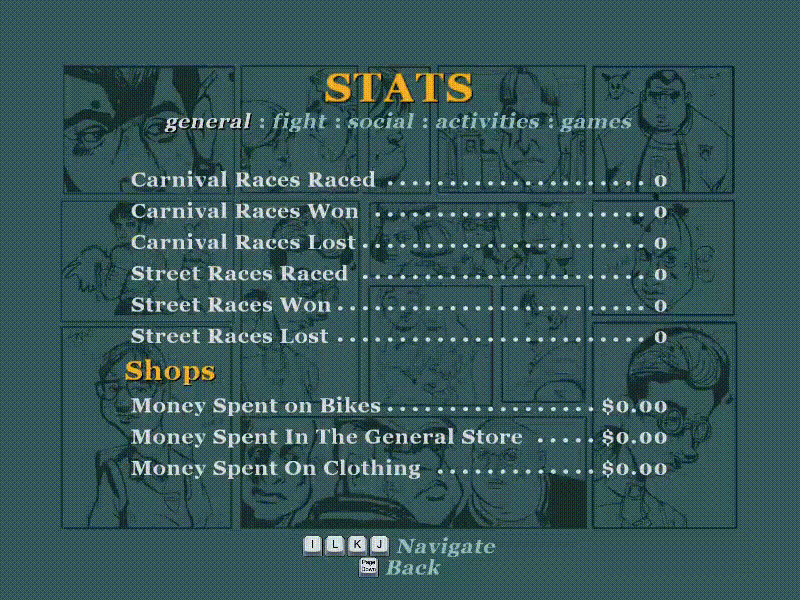 STATS
general : fight : social : activities : games
Carnival Races Raced ..................... 0
Carnival Races Won ...................... 0
Carnival Races Lost ....................... 0
Street Races Raced ....................... 0
Street Races Won ......................... 0
Street Races Lost ......................... 0
Shops
Money Spent on Bikes ................. $0.00
Money Spent In The General Store ..... $0.00
Money Spent On Clothing ............. $0.00
I L K J Navigate
Page Down Back